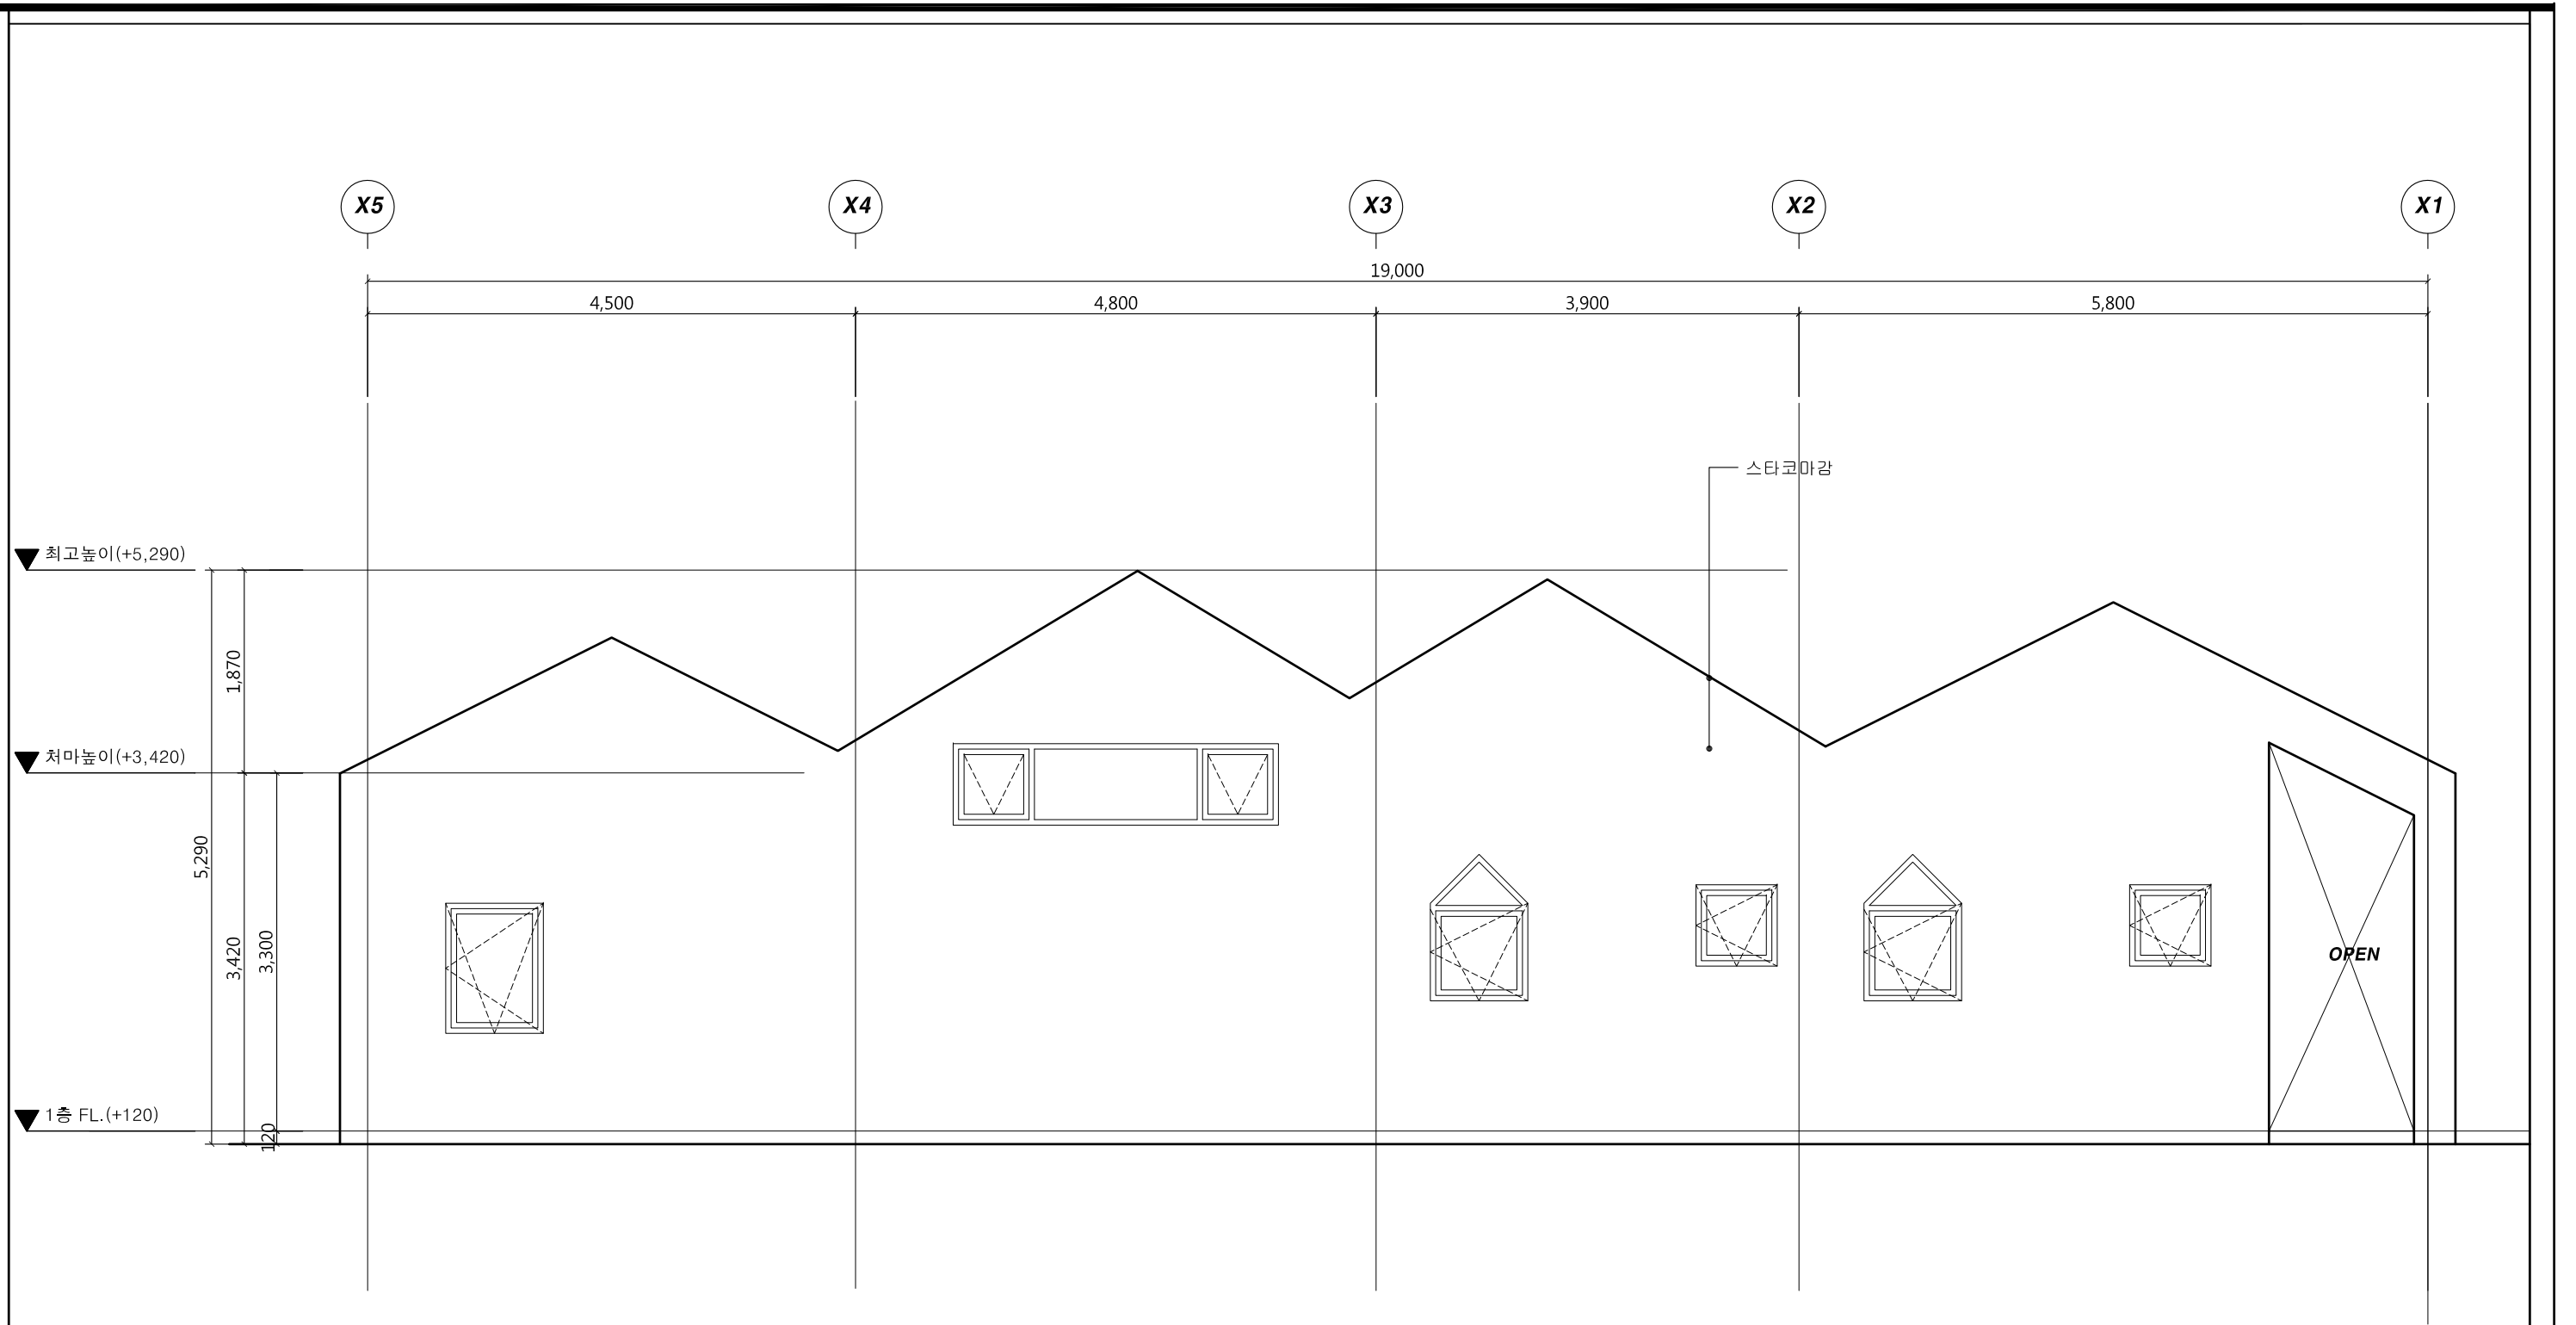 X5
X4
X3
X2
X1
19,000
4,500
4,800
3,900
5,800
스타코마감
최고높이(+5,290)
1,870
처마높이(+3,420)
5,290
3,420
3,300
OPEN
1층 FL.(+120)
120